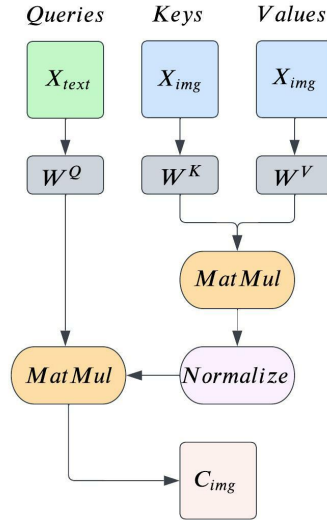 Queries Keys Values
X_text X_img X_img
W^Q W^K W^V
MatMul
MatMul Normalize
C_img